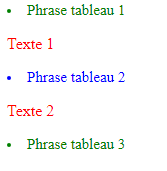 • Phrase tableau 1
Texte 1
• Phrase tableau 2
Texte 2
• Phrase tableau 3